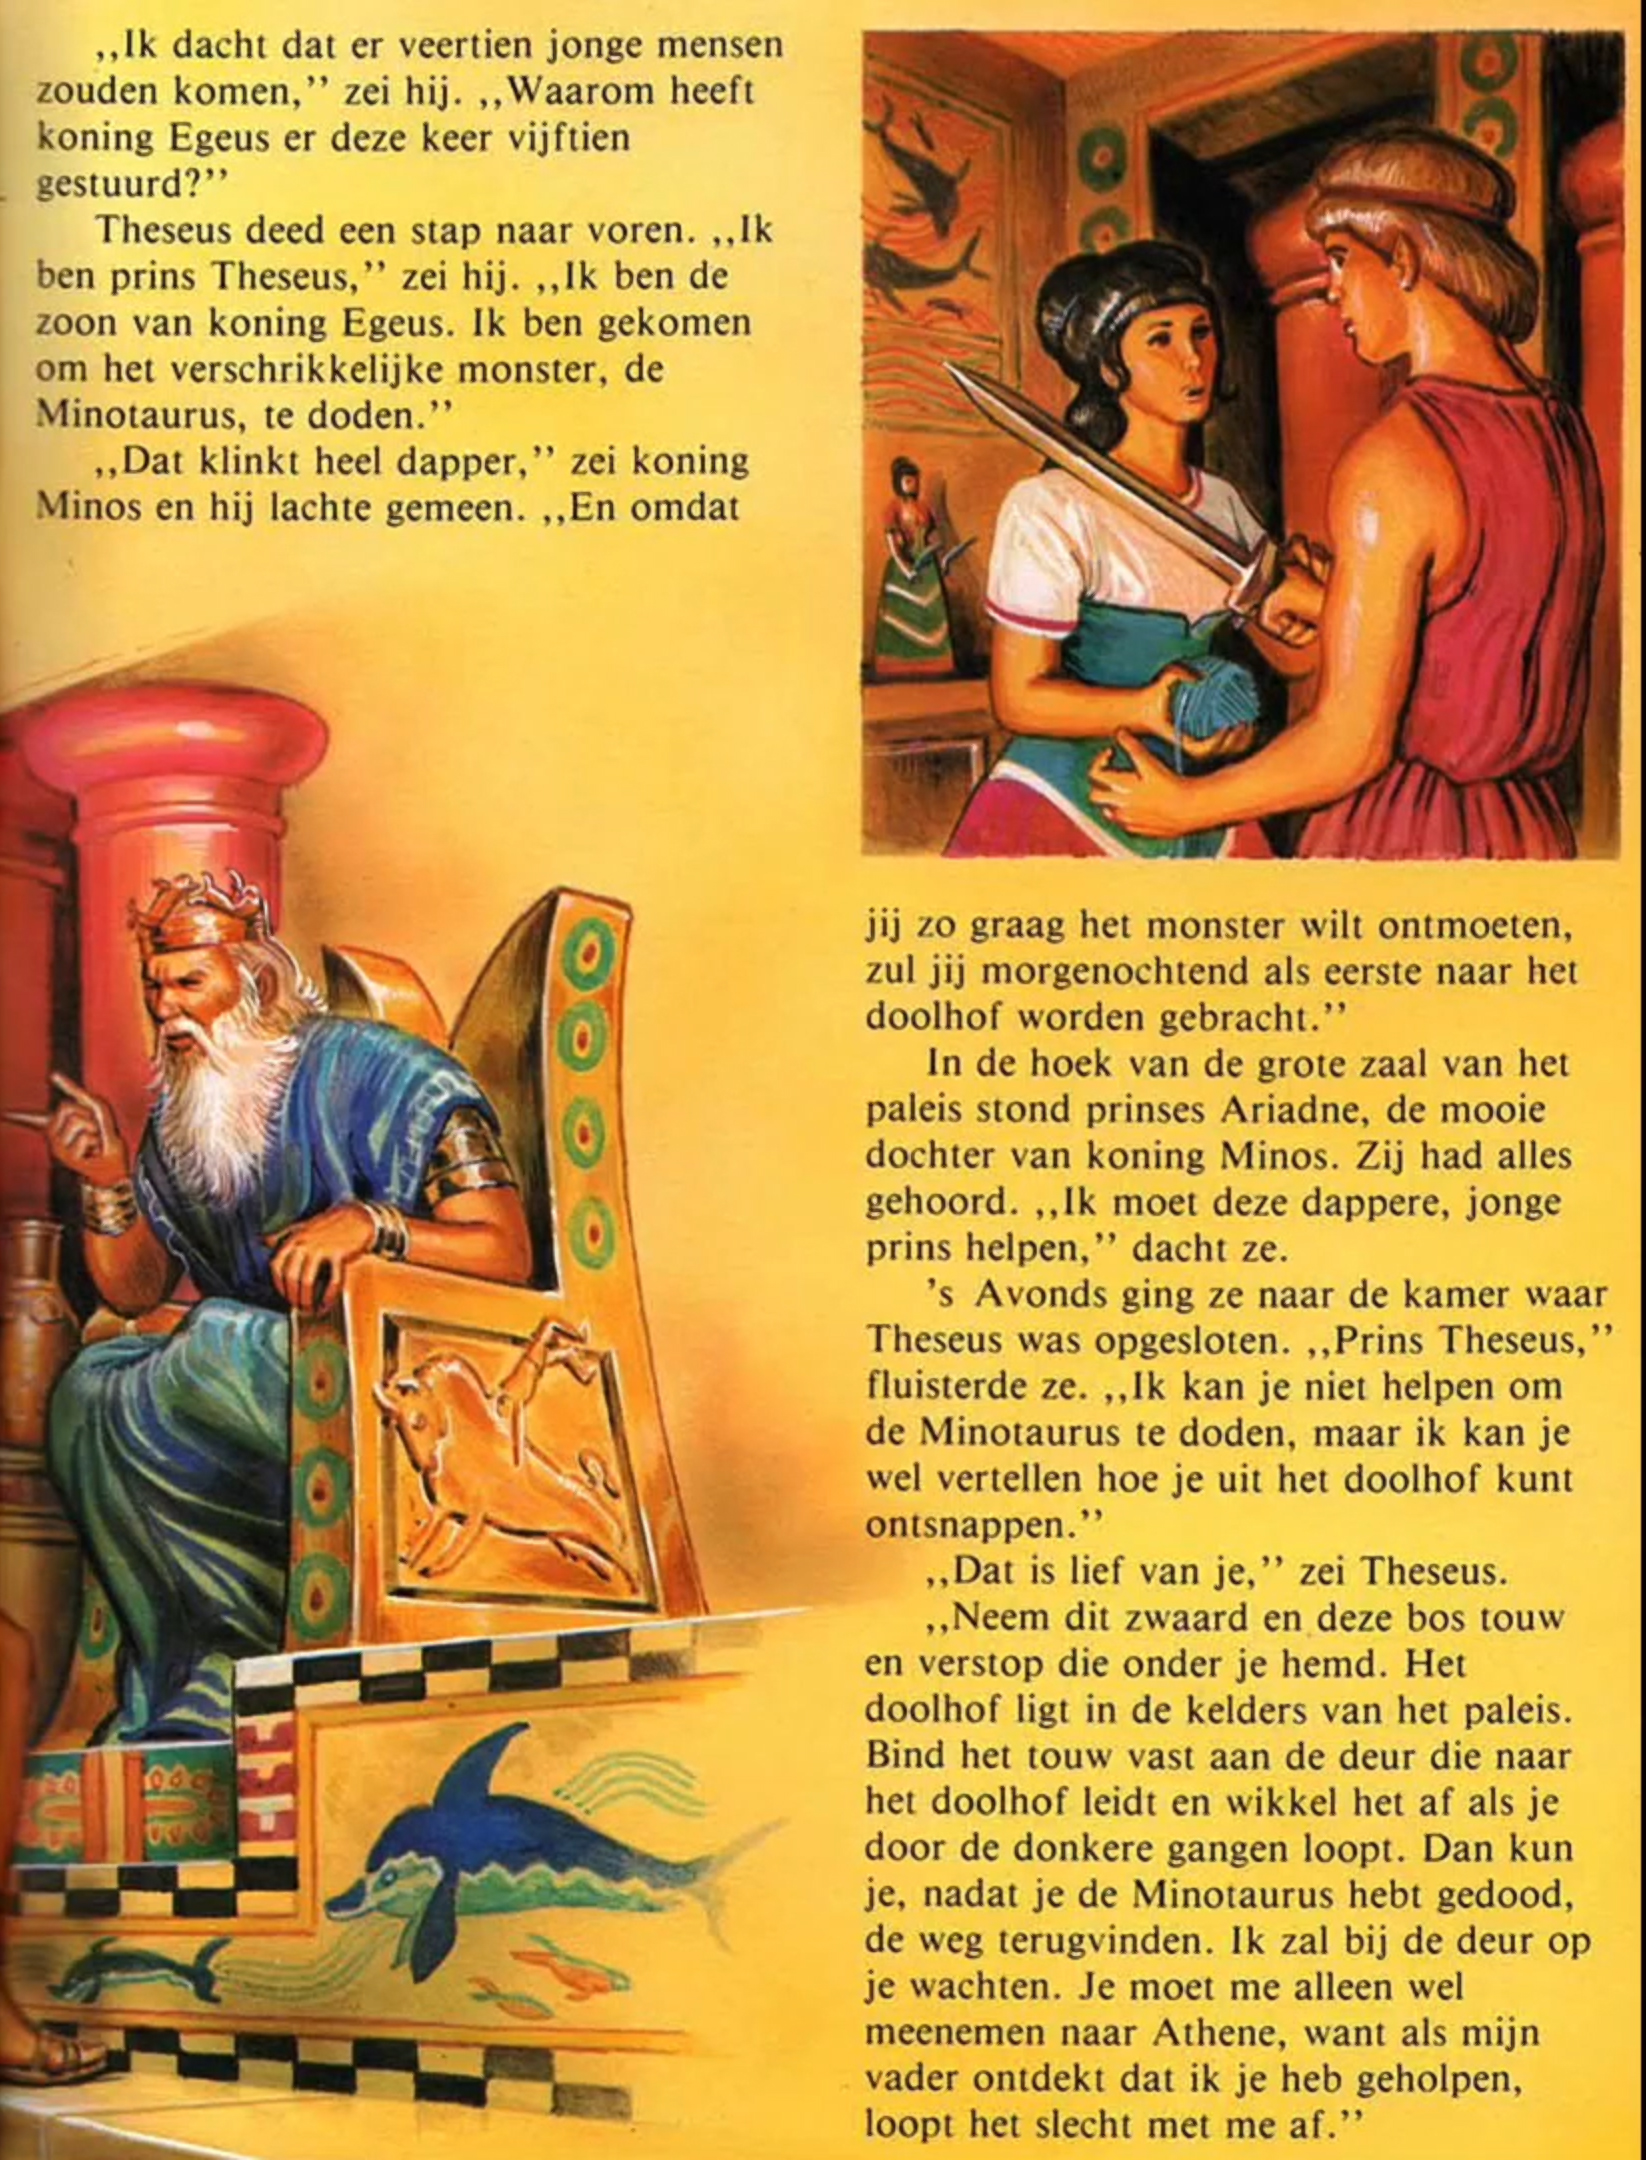 ,,Ik dacht dat er veertien jonge mensen
zouden komen,’’ zei hij. ,,Waarom heeft
koning Egeus er deze keer vijftien
gestuurd?’’
Theseus deed een stap naar voren. ,,Ik
ben prins Theseus,’’ zei hij. ,,Ik ben de
zoon van koning Egeus. Ik ben gekomen
om het verschrikkelijke monster, de
Minotaurus, te doden.’’
,,Dat klinkt heel dapper,’’ zei koning
Minos en hij lachte gemeen. ,,En omdat
jij zo graag het monster wilt ontmoeten,
zul jij morgenochtend als eerste naar het
doolhof worden gebracht.’’
In de hoek van de grote zaal van het
paleis stond prinses Ariadne, de mooie
dochter van koning Minos. Zij had alles
gehoord. ,,Ik moet deze dappere, jonge
prins helpen,’’ dacht ze.
’s Avonds ging ze naar de kamer waar
Theseus was opgesloten. ,,Prins Theseus,’’
fluisterde ze. ,,Ik kan je niet helpen om
de Minotaurus te doden, maar ik kan je
wel vertellen hoe je uit het doolhof kunt
ontsnappen.’’
,,Dat is lief van je,’’ zei Theseus.
,,Neem dit zwaard en deze bos touw
en verstop die onder je hemd. Het
doolhof ligt in de kelders van het paleis.
Bind het touw vast aan de deur die naar
het doolhof leidt en wikkel het af als je
door de donkere gangen loopt. Dan kun
je, nadat je de Minotaurus hebt gedood,
de weg terugvinden. Ik zal bij de deur op
je wachten. Je moet me alleen wel
meenemen naar Athene, want als mijn
vader ontdekt dat ik je heb geholpen,
loopt het slecht met me af.’’